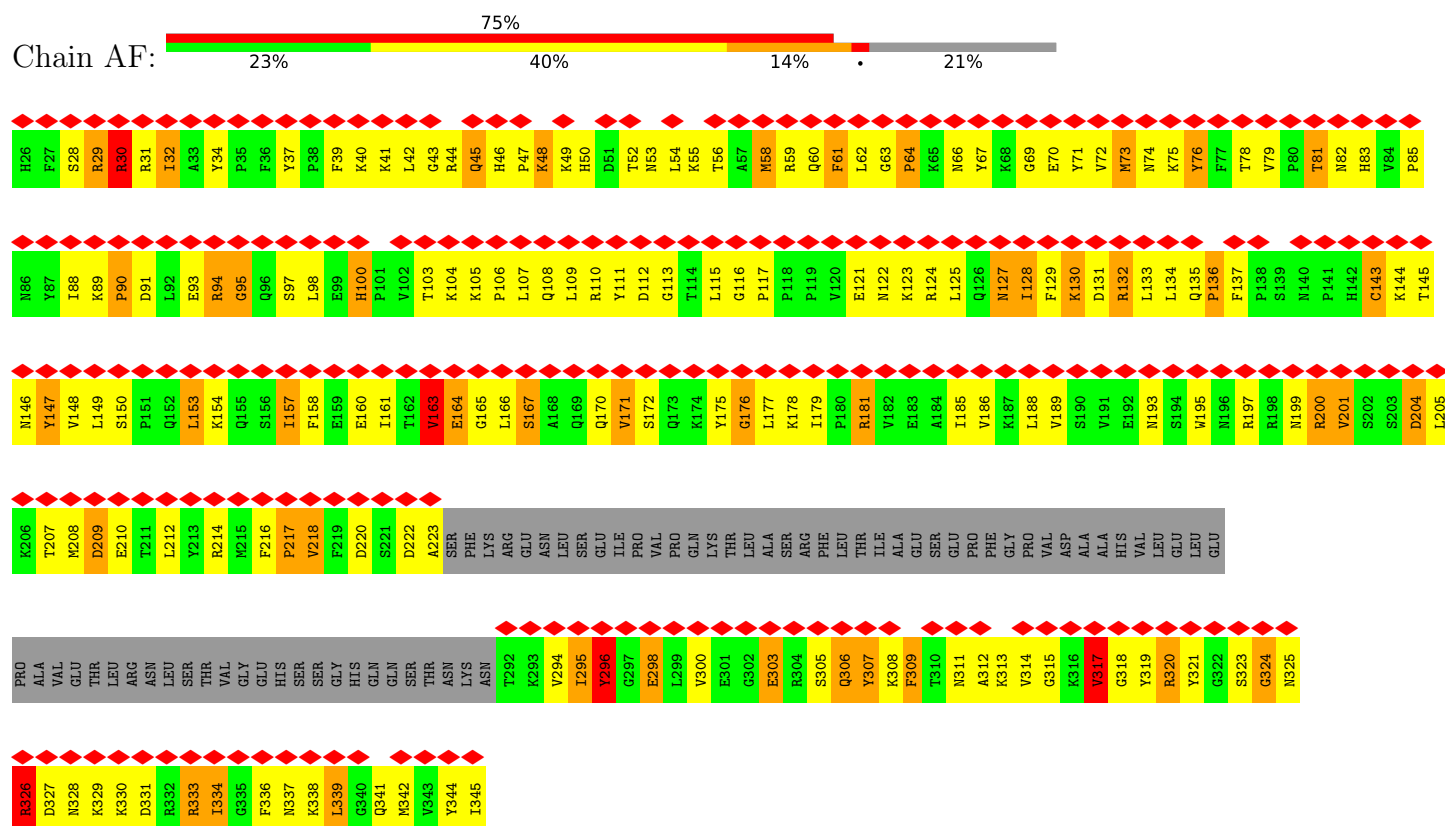 75%
Chain AF:
23% 40% 14% • 21%
H26 F27 S28 R29 R30 R31 I32 A33 Y34 P35 F36 Y37 P38 F39 K40 K41 L42 G43 R44 Q45 H46 P47 K48 K49 H50 D51 T52 N53 L54 K55 T56 A57 M58 R59 Q60 F61 L62 G63 P64 K65 N66 Y67 K68 G69 E70 Y71 V72 M73 N74 K75 Y76 F77 T78 V79 P80 T81 N82 H83 V84 P85
N86 Y87 I88 K89 P90 D91 L92 E93 R94 G95 Q96 S97 L98 E99 H100 P101 V102 T103 K104 K105 P106 L107 Q108 L109 R110 Y111 D112 G113 T114 L115 G116 P117 P118 P119 V120 E121 N122 K123 R124 L125 Q126 N127 I128 F129 K130 D131 R132 L133 L134 Q135 P136 F137 P138 S139 N140 P141 H142 C143 K144 T145
N146 Y147 V148 L149 S150 P151 Q152 L153 K154 Q155 S156 I157 F158 E159 E160 I161 T162 V163 E164 G165 L166 S167 A168 Q169 Q170 V171 S172 Q173 K174 Y175 G176 L177 K178 I179 P180 R181 V182 E183 A184 I185 V186 K187 L188 V189 S190 V191 E192 N193 S194 W195 N196 R197 R198 N199 R200 V201 S202 S203 D204 L205
K206 T207 M208 D209 E210 T211 L212 Y213 R214 M215 F216 P217 V218 F219 D220 S221 D222 A223 SER PHE LYS ARG GLU ASN LEU SER GLU ILE PRO VAL PRO GLN LYS THR LEU ALA SER ARG PHE LEU THR ILE ALA GLU SER GLU PRO PHE GLY PRO VAL ASP ALA ALA HIS VAL LEU GLU LEU GLU
PRO ALA VAL GLU THR LEU ARG ASN LEU SER THR VAL GLY GLU HIS SER SER GLY HIS GLN GLN SER THR ASN LYS ASN T292 K293 V294 I295 Y296 G297 E298 L299 V300 E301 G302 E303 R304 S305 Q306 Y307 K308 F309 T310 N311 A312 K313 V314 G315 K316 V317 G318 Y319 R320 Y321 G322 S323 G324 N325
R326 D327 N328 K329 K330 D331 R332 R333 I334 G335 F336 N337 K338 L339 G340 Q341 M342 V343 Y344 I345